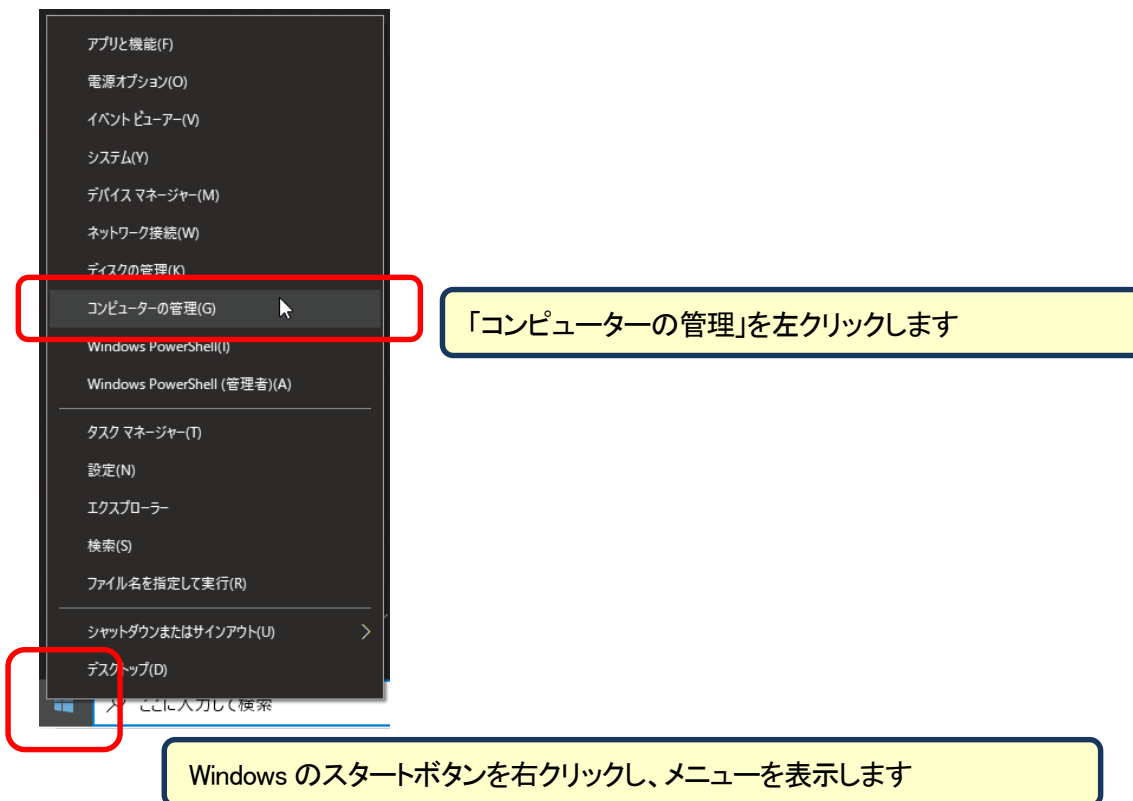 アプリと機能(F)
電源オプション(O)
イベント ビューアー(V)
システム(Y)
デバイス マネージャー(M)
ネットワーク接続(W)
ディスクの管理(K)
コンピューターの管理(G)
「コンピューターの管理」を左クリックします
Windows PowerShell(I)
Windows PowerShell (管理者)(A)
タスク マネージャー(T)
設定(N)
エクスプローラー
検索(S)
ファイル名を指定して実行(R)
シャットダウンまたはサインアウト(U)
デスクトップ(D)
ここに入力して検索
Windows のスタートボタンを右クリックし、メニューを表示します